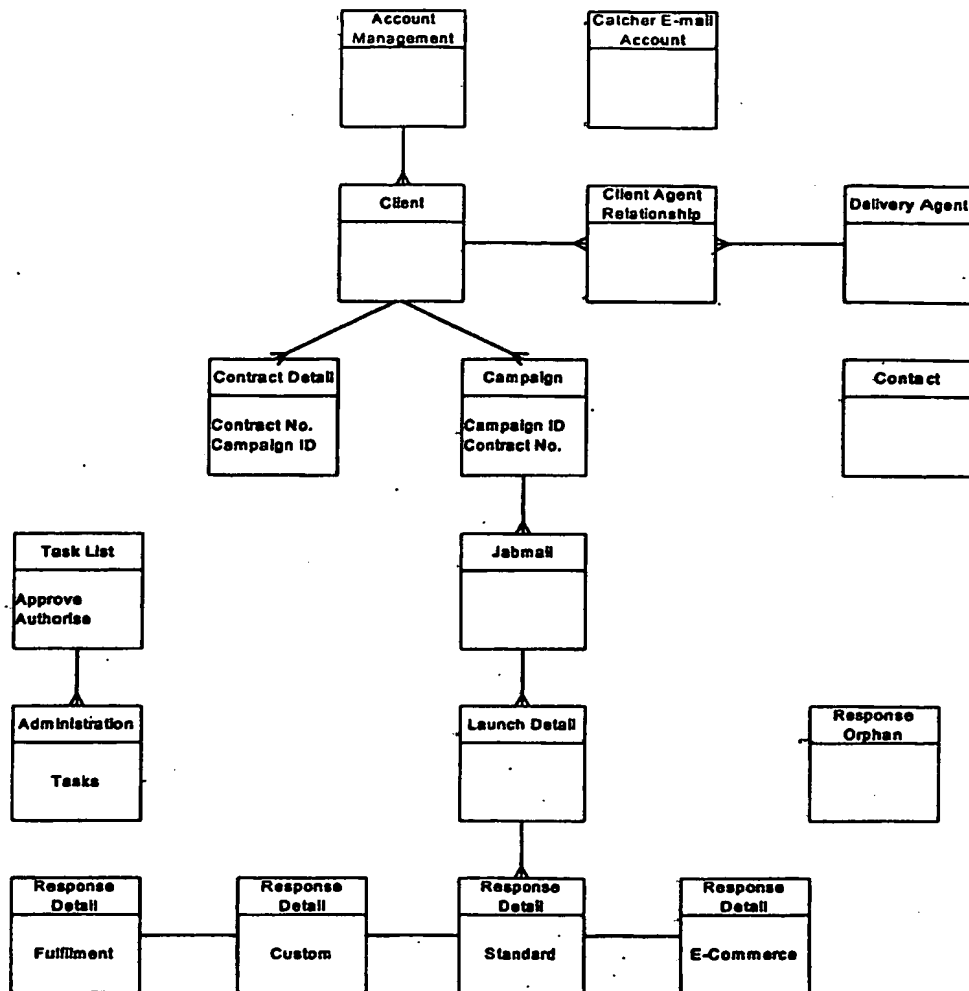 Account
Management
Catcher E-mail
Account
Client
Client Agent
Relationship
Delivery Agent
Contract Detail
Contract No.
Campaign ID
Campaign
Campaign ID
Contract No.
Contact
Task List
Approve
Authorise
Jabmail
Administration
Tasks
Launch Detail
Response
Orphan
Response
Detail
Fulfilment
Response
Detail
Custom
Response
Detail
Standard
Response
Detail
E-Commerce